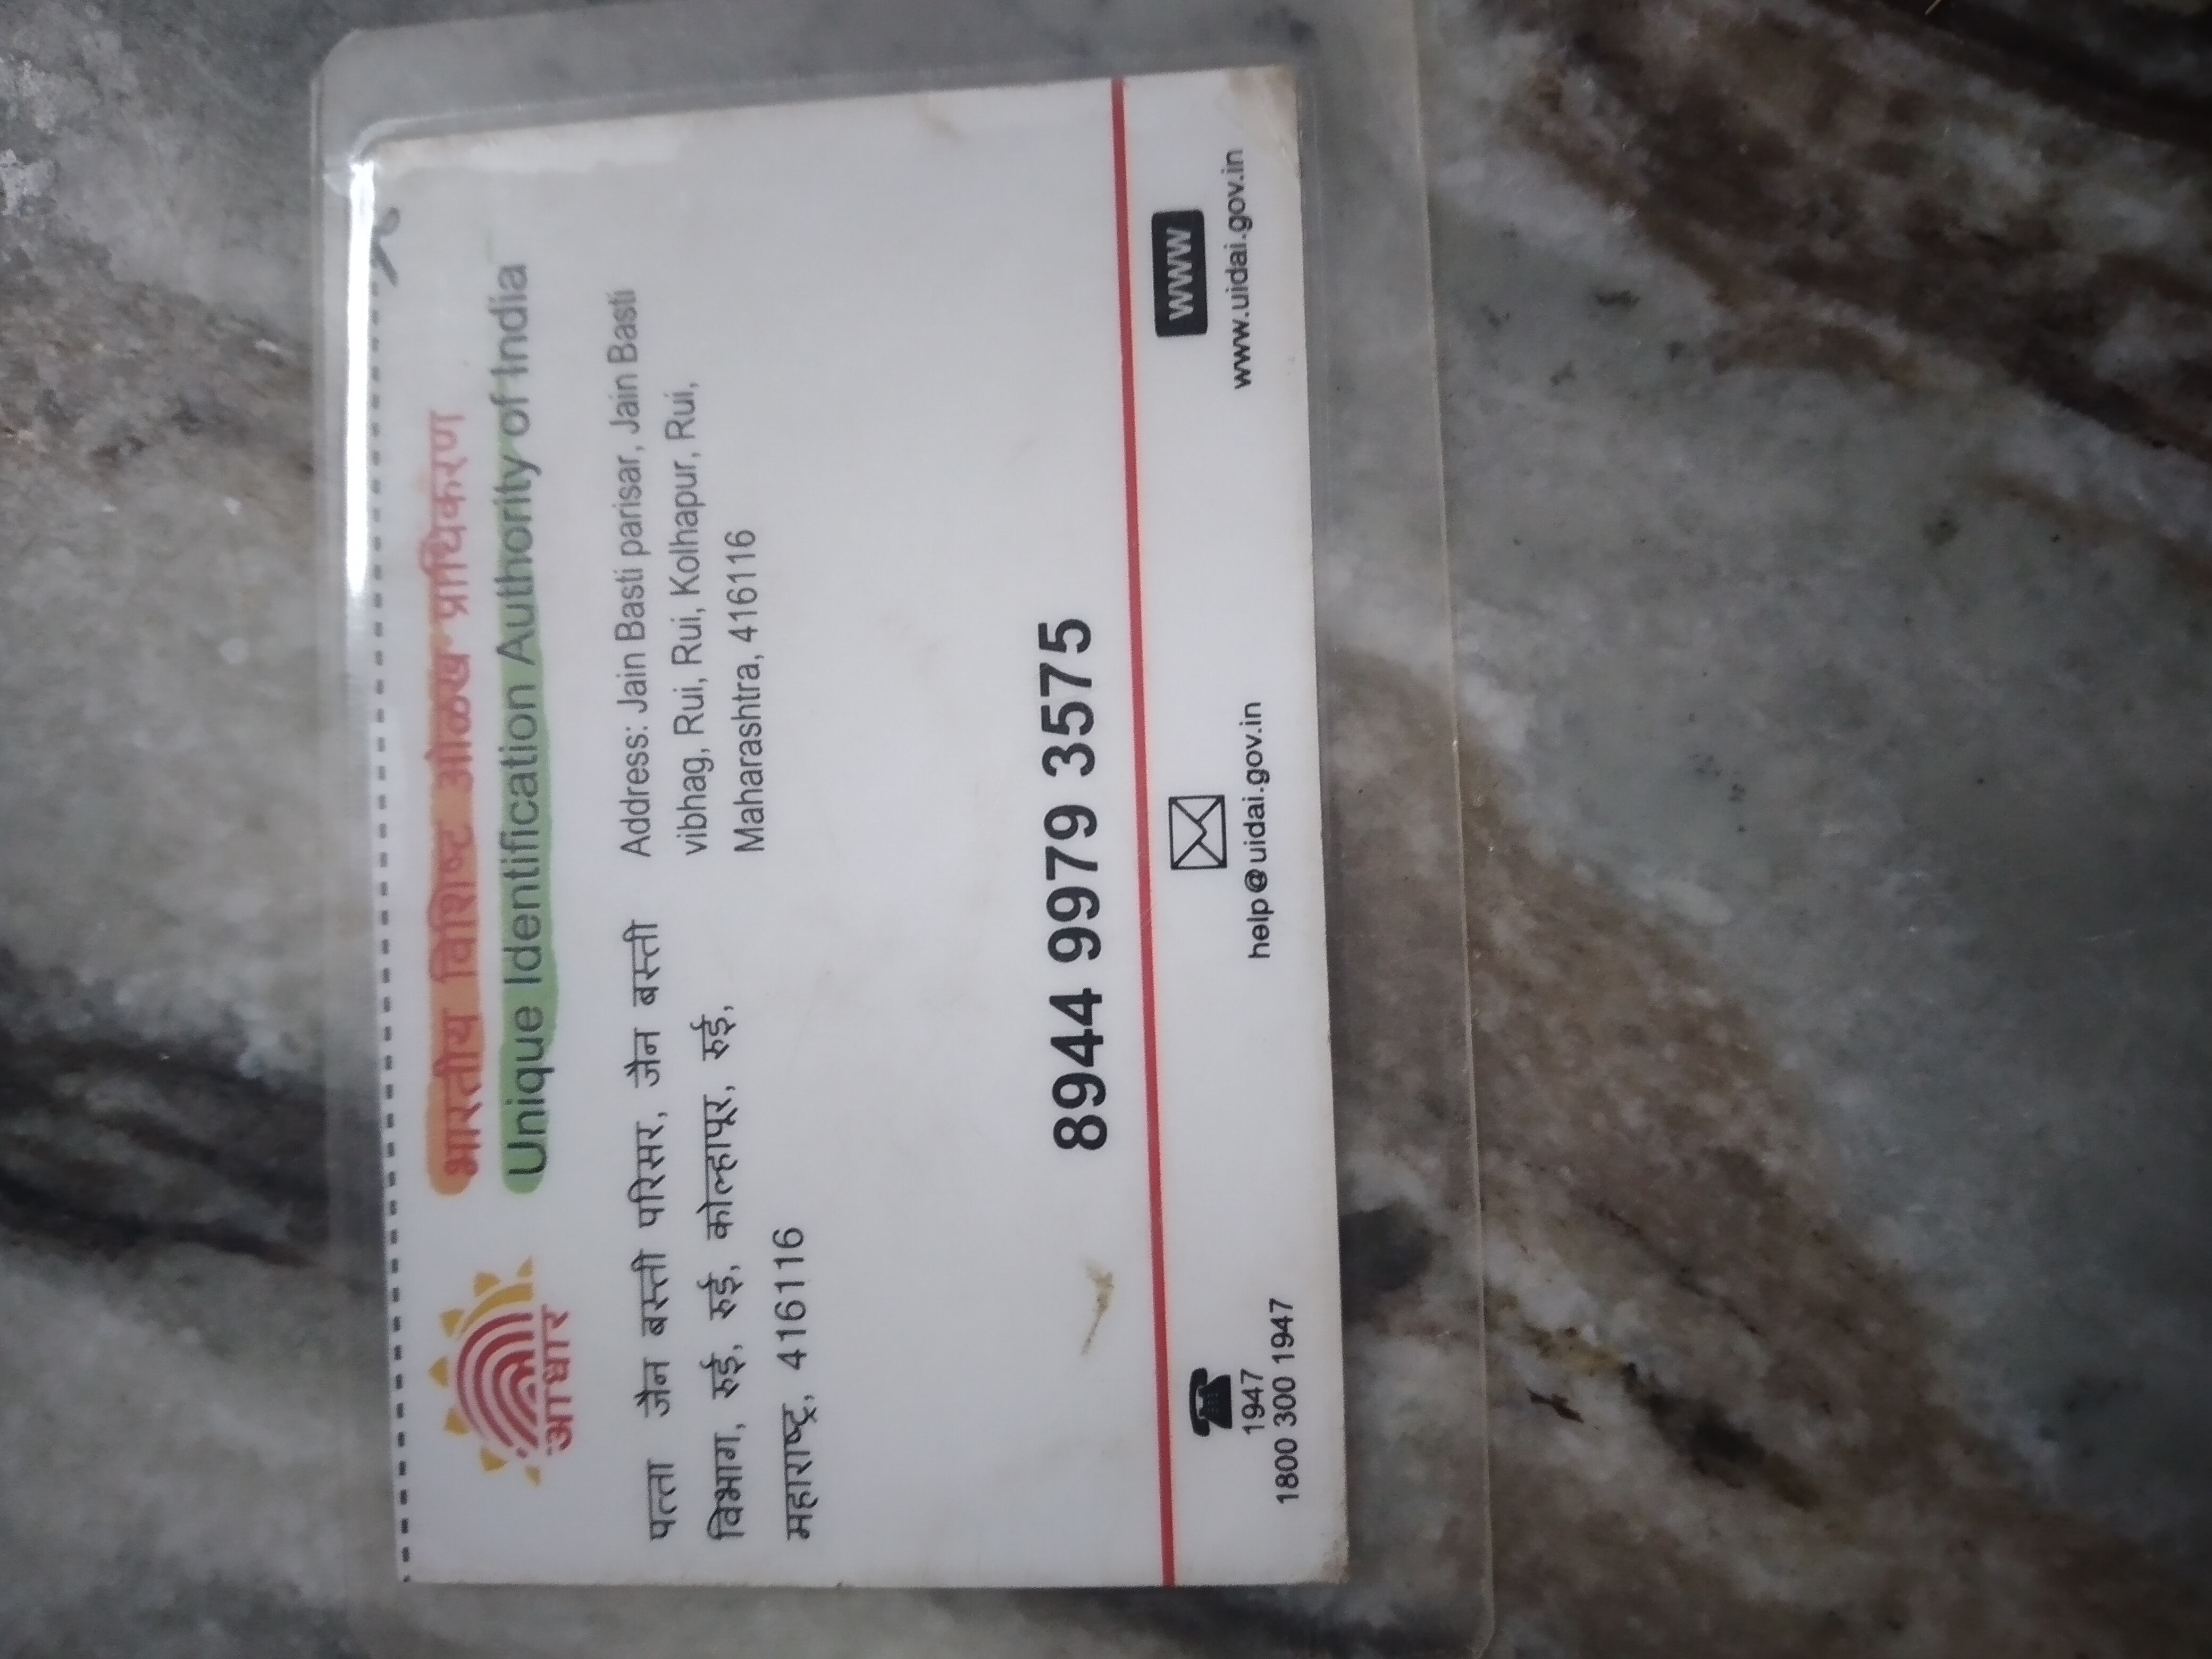 भारतीय विशिष्ट ओळख प्राधिकरण
Unique Identification Authority of India
आधार
पत्ता जैन बस्ती परिसर, जैन बस्ती
विभाग, रुई, रुई, कोल्हापूर, रुई,
महाराष्ट्र, 416116
Address: Jain Basti parisar, Jain Basti
vibhag, Rui, Rui, Kolhapur, Rui,
Maharashtra, 416116
8944 9979 3575
1947
1800 300 1947
help@uidai.gov.in
WWW
www.uidai.gov.in